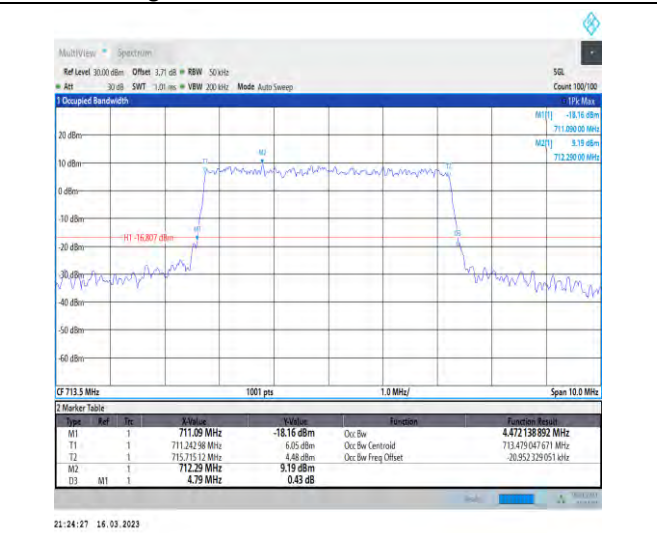 MultiView Spectrum
Ref Level 30.00 dBm Offset 3.71 dB RBW 50 kHz SGL
Att 30 dB SWT 1.01 ms VBW 200 kHz Mode Auto Sweep Count 100/100
1 Occupied Bandwidth 1Pk Max
M1[1] -18.16 dBm
711.090 00 MHz
M2[1] 9.19 dBm
712.290 00 MHz
20 dBm
M2
T1 T2
10 dBm
0 dBm
-10 dBm
M1
H1 -16.807 dBm
D3
-20 dBm
-30 dBm
-40 dBm
-50 dBm
-60 dBm
CF 713.5 MHz 1001 pts 1.0 MHz/ Span 10.0 MHz
2 Marker Table
Type Ref Trc X-Value Y-Value Function Function Result
M1 1 711.09 MHz -18.16 dBm Occ Bw 4.472 138 892 MHz
T1 1 711.242 98 MHz 6.05 dBm Occ Bw Centroid 713.479 047 671 MHz
T2 1 715.715 12 MHz 4.48 dBm Occ Bw Freq Offset -20.952 329 051 kHz
M2 1 712.29 MHz 9.19 dBm
D3 M1 1 4.79 MHz 0.43 dB
21:24:27 16.03.2023